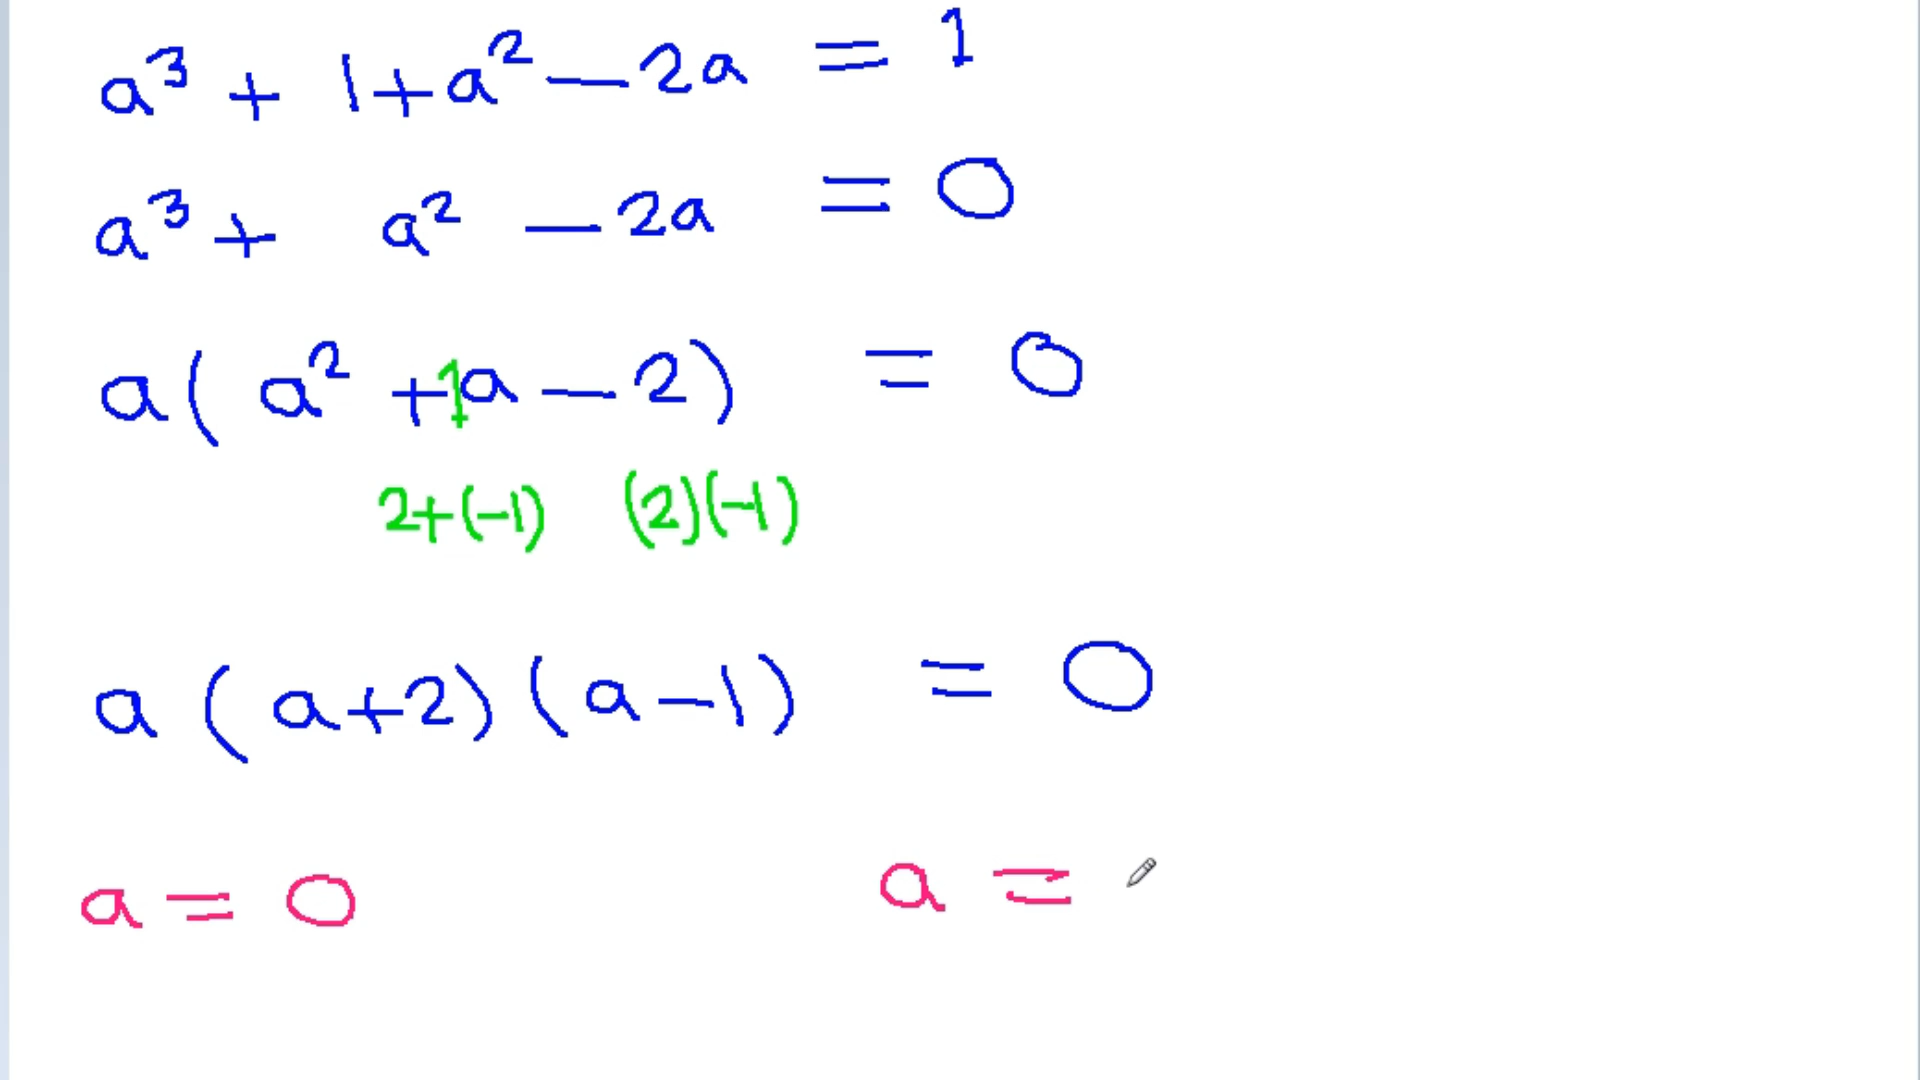 a³ + 1 + a² − 2a = 1
a³ + a² − 2a = 0
a(a² + 1a − 2) = 0
2+(−1) (2)(−1)
a(a+2)(a−1) = 0
a = 0 a =